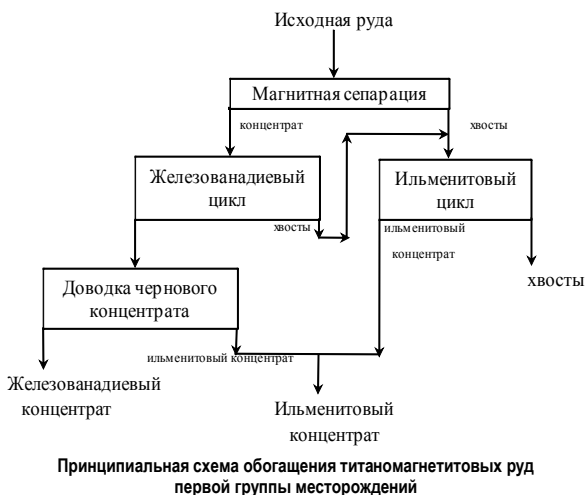 Исходная руда
Магнитная сепарация
концентрат
хвосты
Железованадиевый
цикл
Ильменитовый
цикл
хвосты
ильменитовый
концентрат
хвосты
Доводка чернового
концентрата
ильменитовый концентрат
Железованадиевый
концентрат
Ильменитовый
концентрат
Принципиальная схема обогащения титаномагнетитовых руд
первой группы месторождений